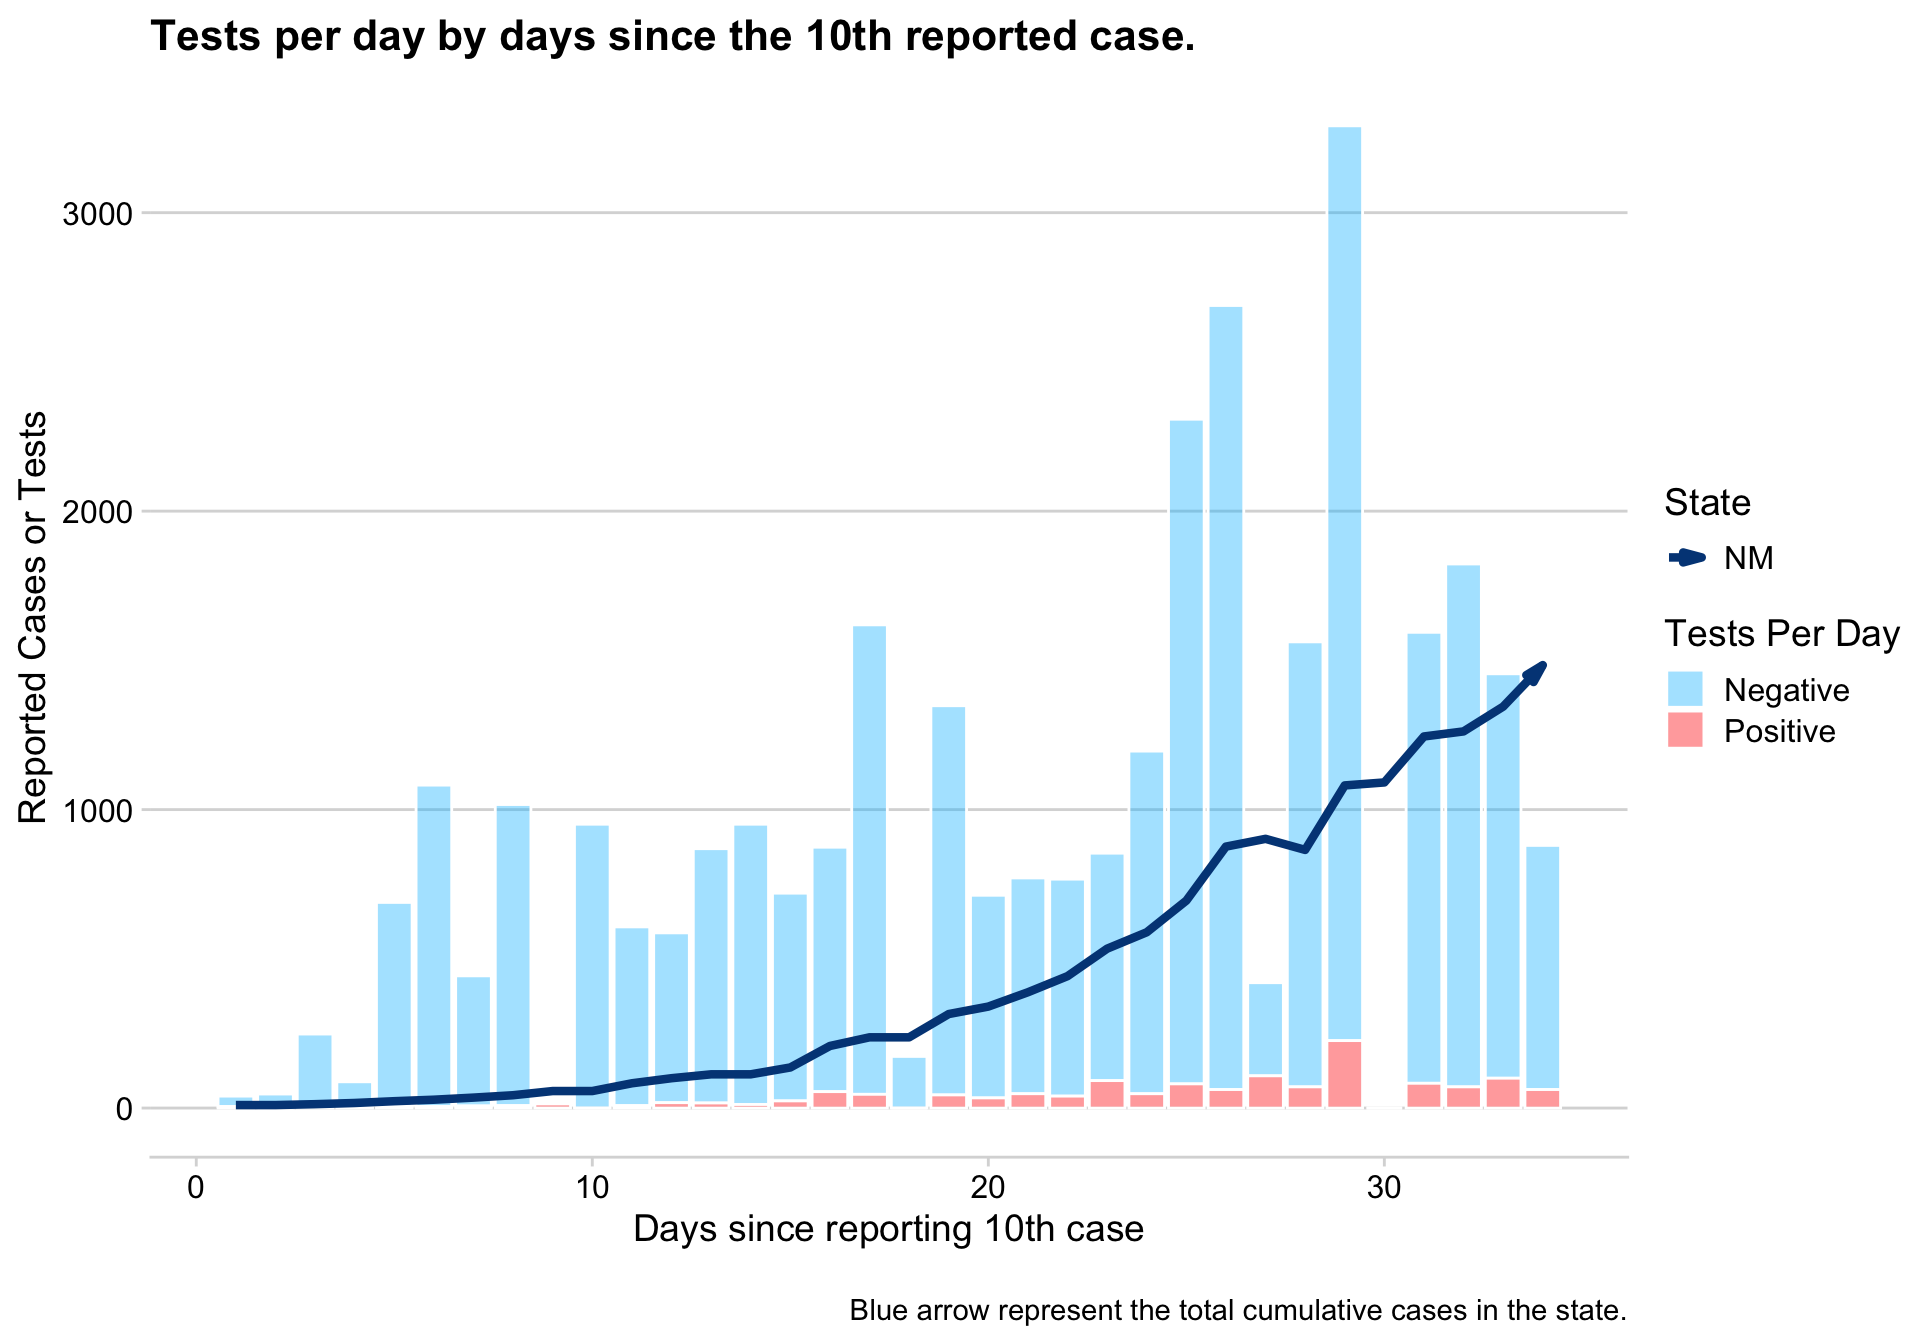 Tests per day by days since the 10th reported case.
3000
2000
1000
0
Reported Cases or Tests
0 10 20 30
Days since reporting 10th case
State
NM
Tests Per Day
Negative
Positive
Blue arrow represent the total cumulative cases in the state.